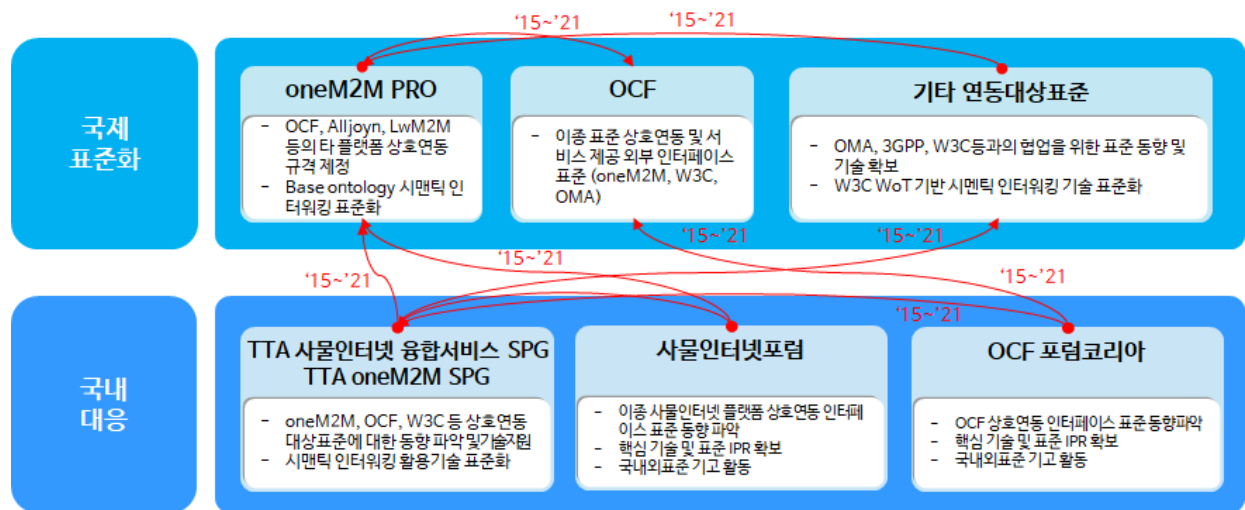 ‘15~’21
‘15~’21
국제
표준화
oneM2M PRO
- OCF, Alljoyn, LwM2M
등의 타 플랫폼 상호연동
규격 제정
- Base ontology 시맨틱 인
터워킹 표준화
OCF
- 이종 표준 상호연동 및 서
비스 제공 외부 인터페이스
표준 (oneM2M, W3C,
OMA)
기타 연동대상표준
- OMA, 3GPP, W3C등과의 협업을 위한 표준 동향 및
기술 확보
- W3C WoT 기반 시멘틱 인터워킹 기술 표준화
‘15~’21
‘15~’21
‘15~’21
‘15~’21
‘15~’21
‘15~’21
국내
대응
TTA 사물인터넷 융합서비스 SPG
TTA oneM2M SPG
- oneM2M, OCF, W3C 등 상호연동
대상표준에 대한 동향 파악 및기술지원
- 시맨틱 인터워킹 활용기술 표준화
사물인터넷포럼
- 이종 사물인터넷 플랫폼 상호연동 인터페
이스 표준 동향 파악
- 핵심 기술 및 표준 IPR 확보
- 국내외표준 기고 활동
OCF 포럼코리아
- OCF 상호연동 인터페이스 표준 동향파악
- 핵심 기술 및 표준 IPR 확보
- 국내외표준 기고 활동